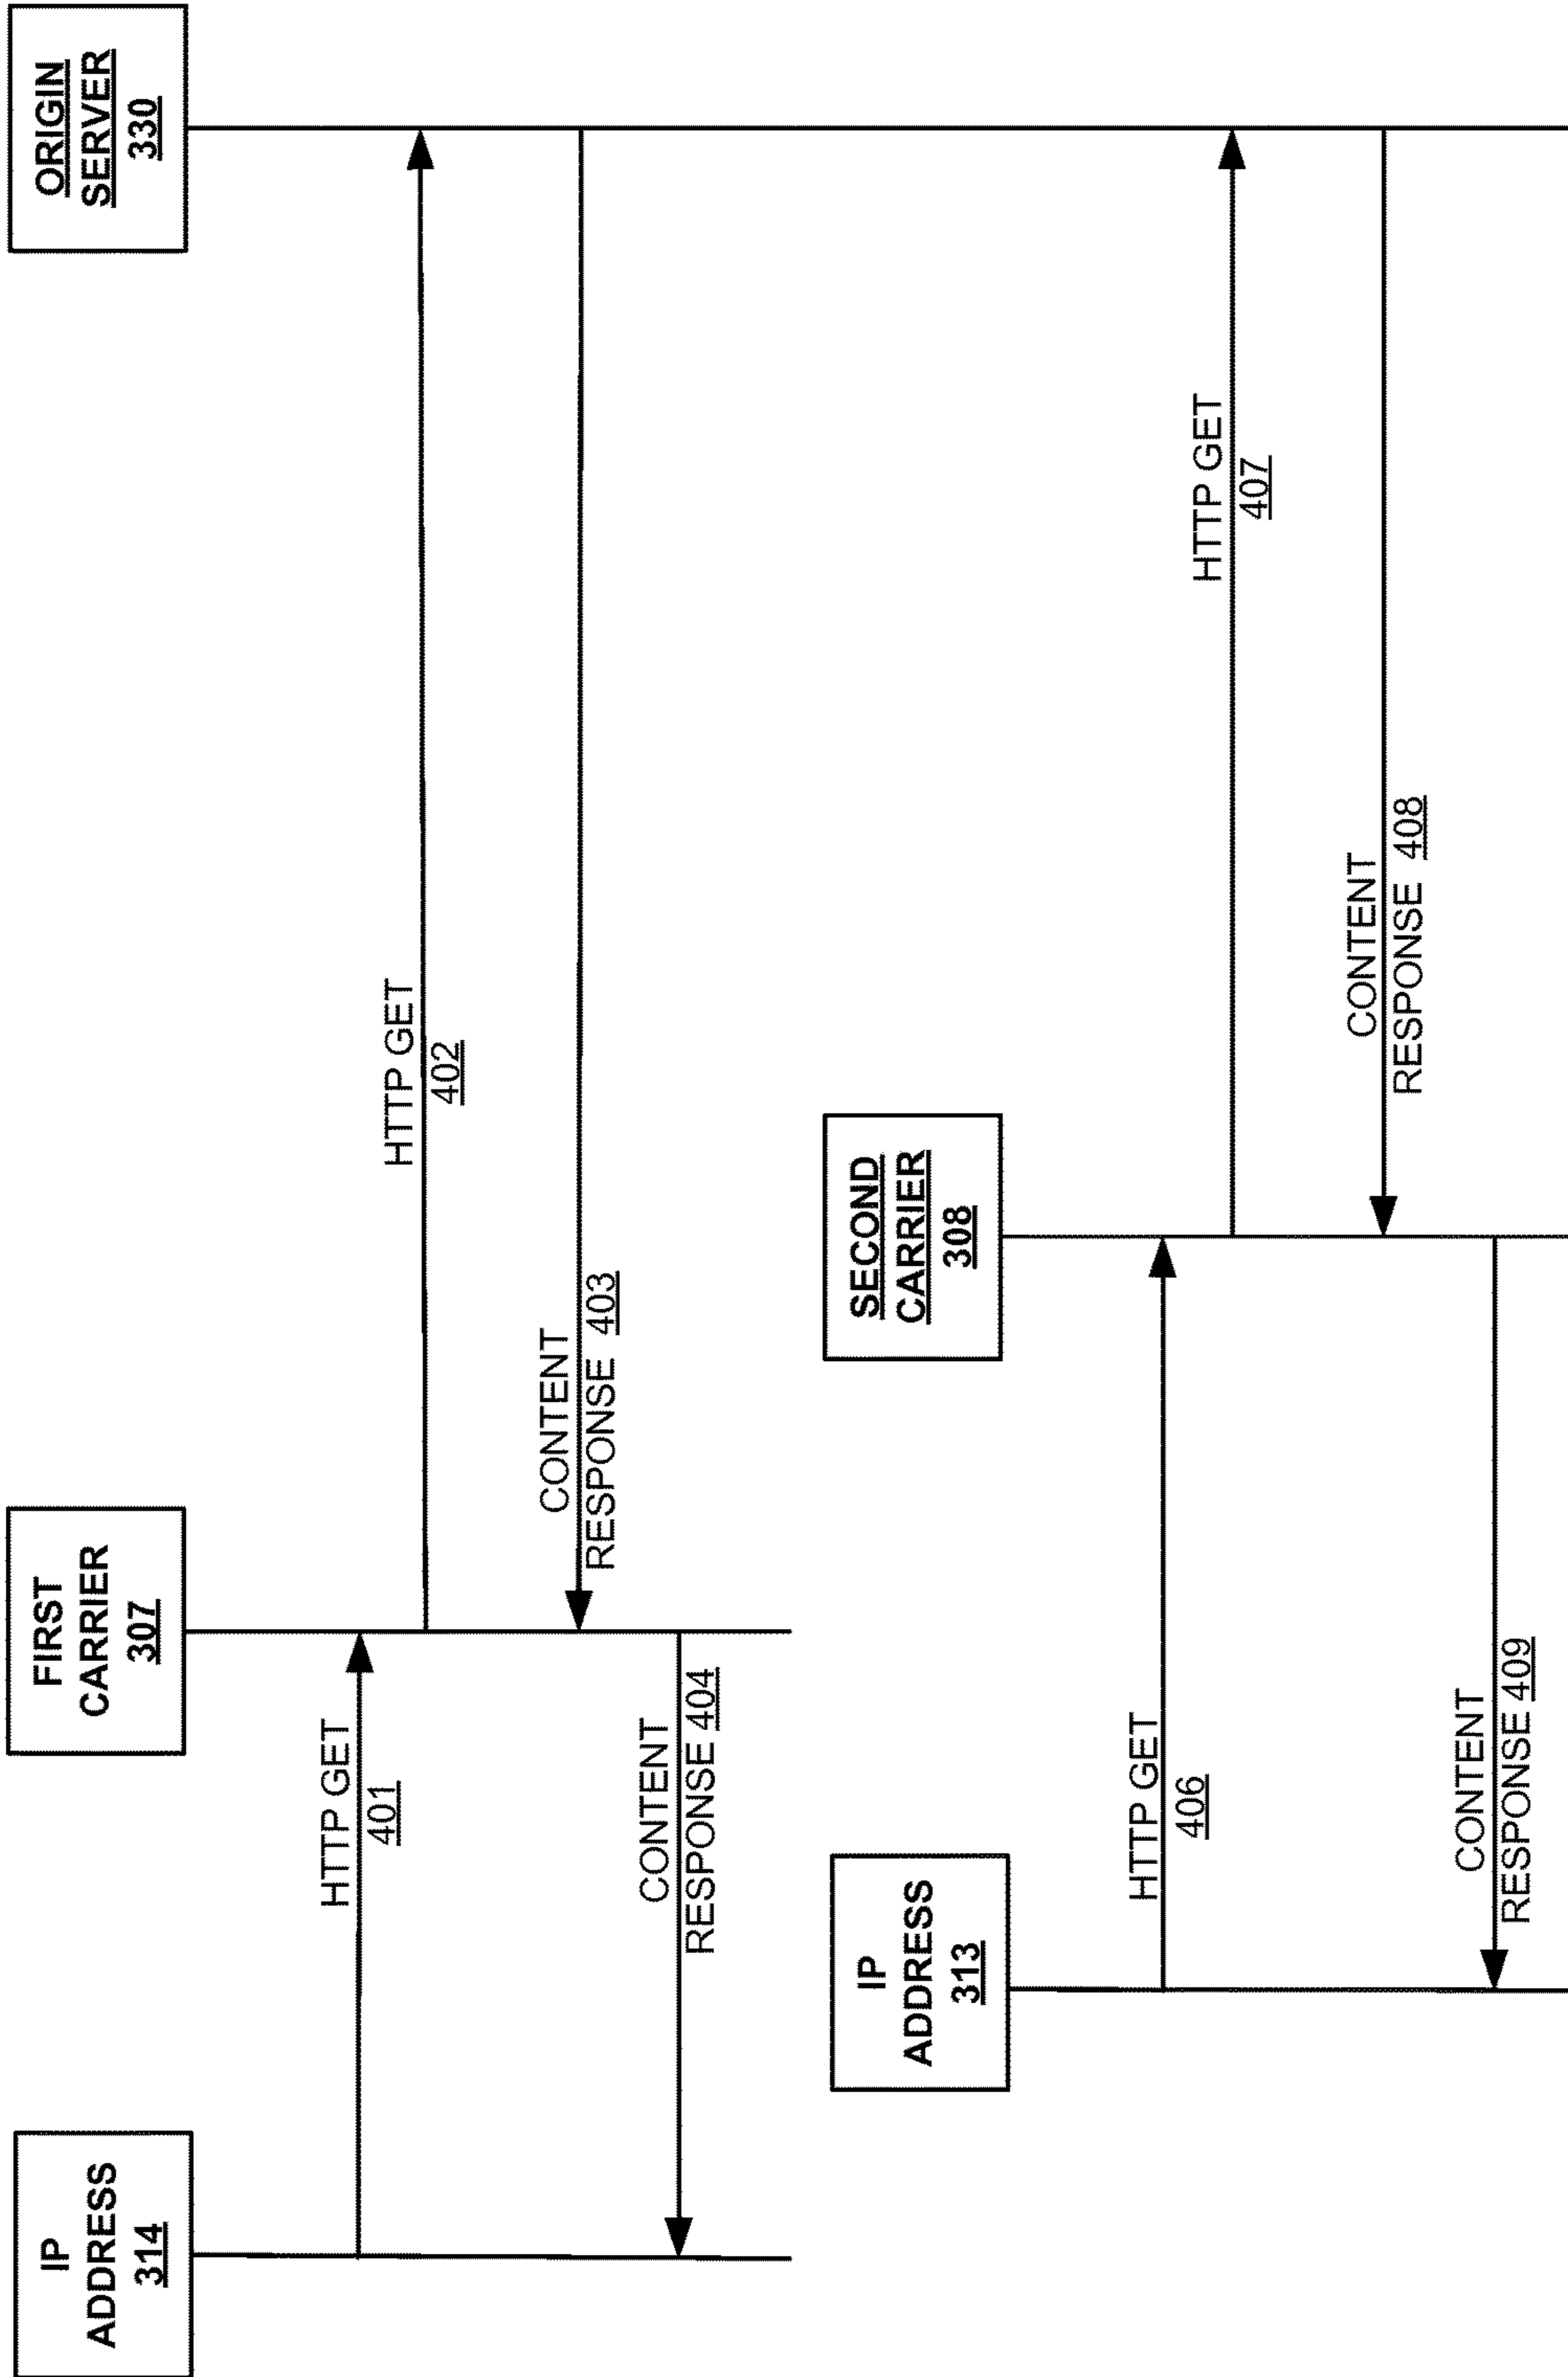 IP
ADDRESS
314
FIRST
CARRIER
307
ORIGIN
SERVER
330
HTTP GET
401
HTTP GET
402
CONTENT
RESPONSE 403
CONTENT
RESPONSE 404
IP
ADDRESS
313
SECOND
CARRIER
308
HTTP GET
406
HTTP GET
407
CONTENT
RESPONSE 408
CONTENT
RESPONSE 409